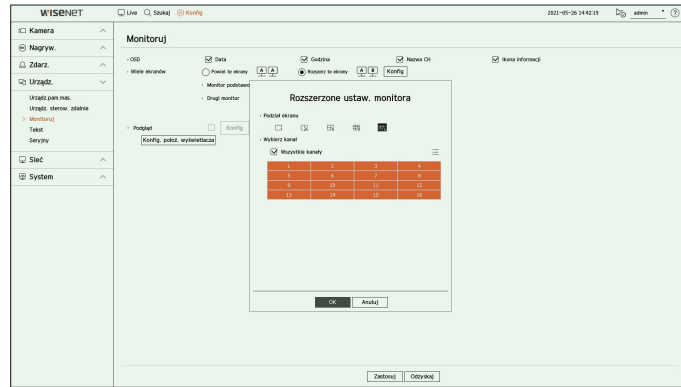 WISENET
Live Szukaj Konfig
2021-05-26 14:42:19 admin ?
Kamera
Nagryw.
Zdarz.
Urządz.
Urządz.pam.mas.
Urządz. sterow. zdalnie
> Monitoruj
Tekst
Seryjny
Sieć
System
Monitoruj
• OSD Data Godzina Nazwa CH Ikona informacji
• Wiele ekranów Powiel te ekrany A A Rozszerz te ekrany A B Konfig
• Monitor podstawo
• Drugi monitor
• Podgląd Konfig
Konfig. położ. wyświetlacza
Rozszerzone ustaw. monitora
• Podział ekranu
• Wybierz kanał
Wszystkie kanały
1 2 3 4
5 6 7 8
9 10 11 12
13 14 15 16
OK Anuluj
Zastosuj Odzyskaj